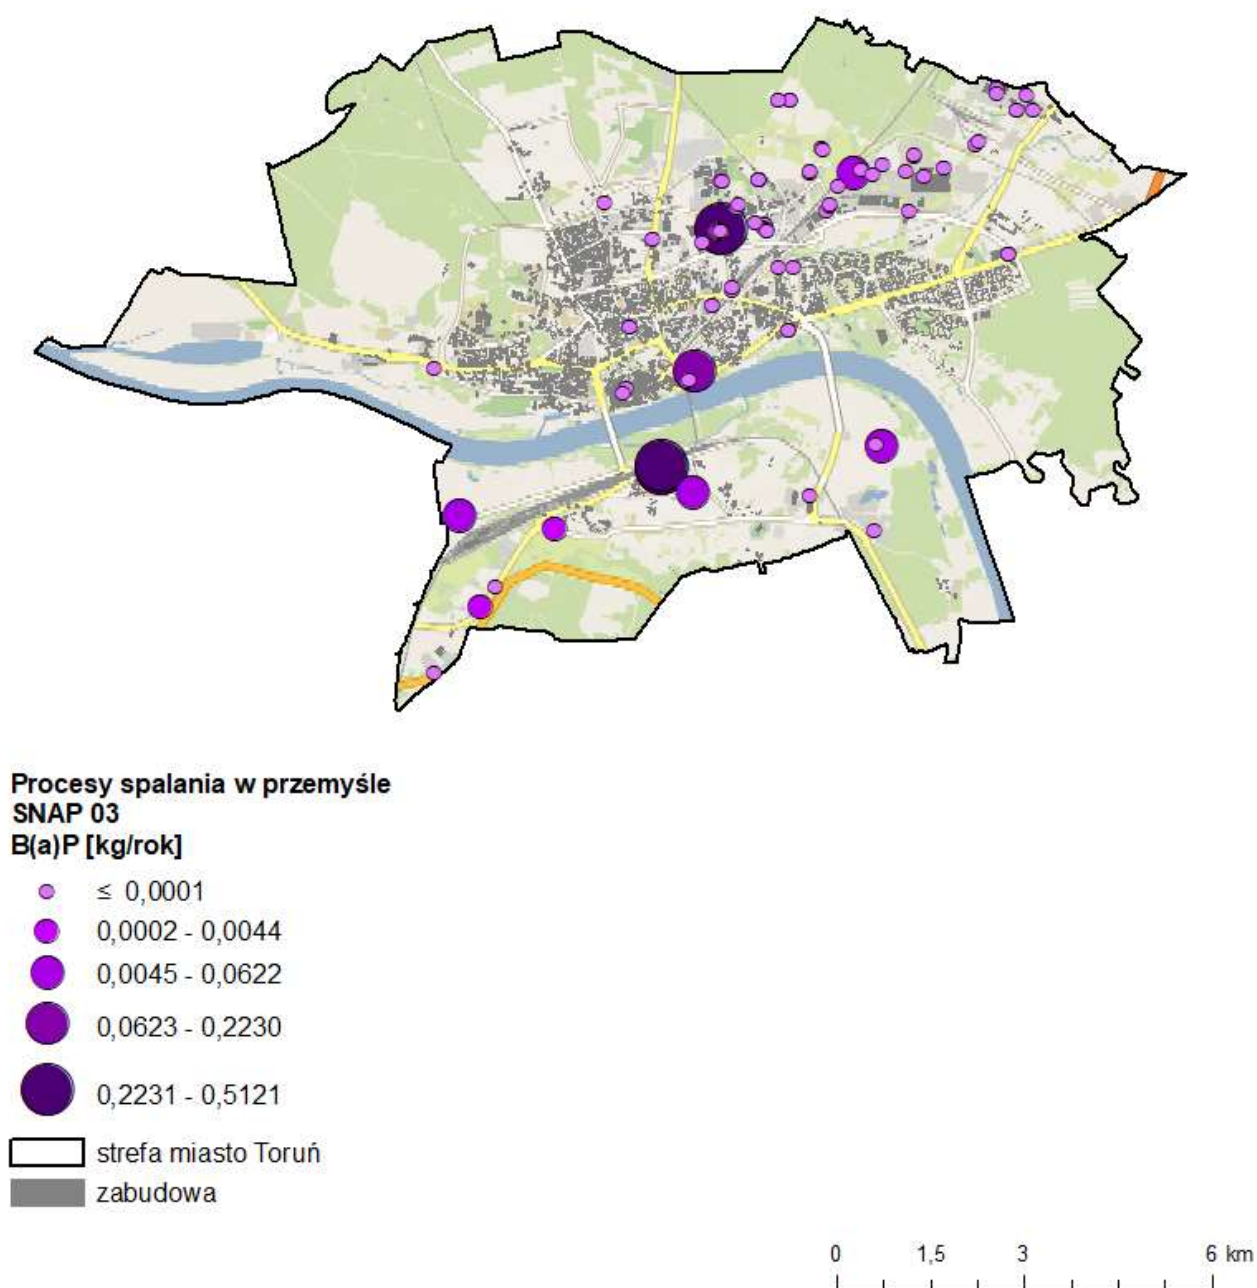 Procesy spalania w przemyśle
SNAP 03
B(a)P [kg/rok]
≤ 0,0001
0,0002 - 0,0044
0,0045 - 0,0622
0,0623 - 0,2230
0,2231 - 0,5121
strefa miasto Toruń
zabudowa
0 1,5 3 6 km